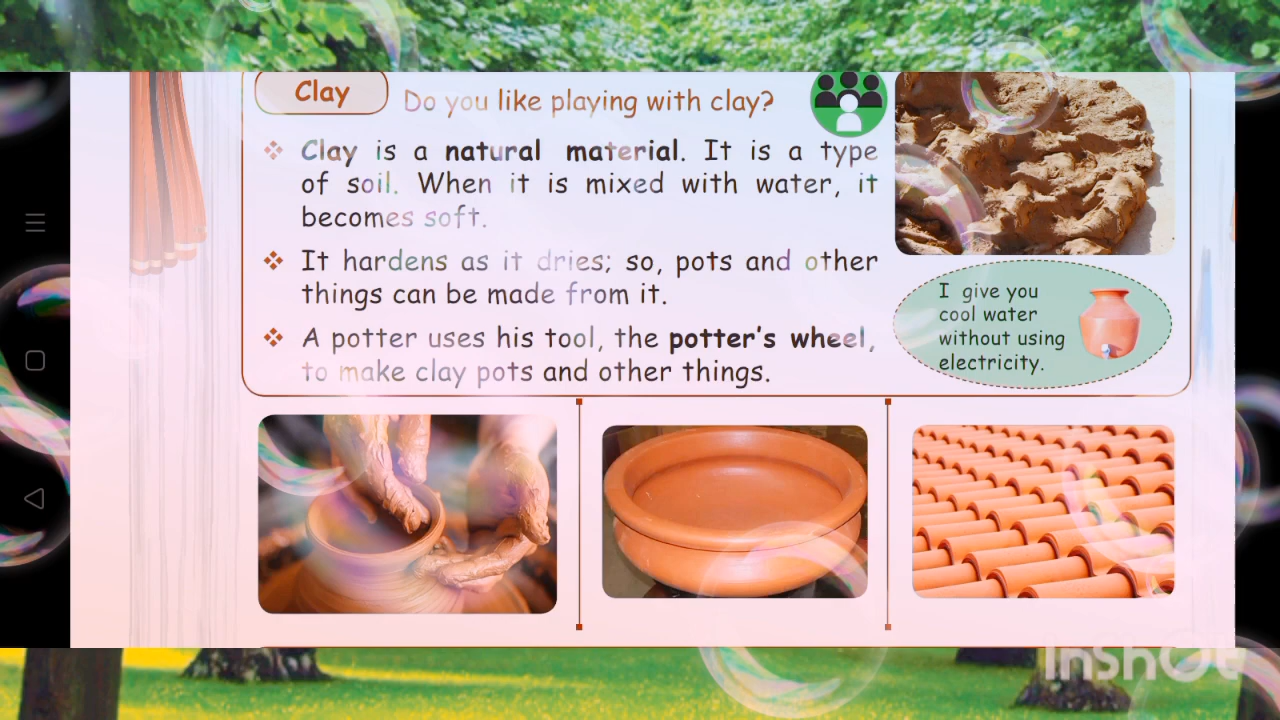 Clay
Do you like playing with clay?
Clay is a natural material. It is a type
of soil. When it is mixed with water, it
becomes soft.
It hardens as it dries; so, pots and other
things can be made from it.
A potter uses his tool, the potter's wheel,
to make clay pots and other things.
I give you
cool water
without using
electricity.
InShOt